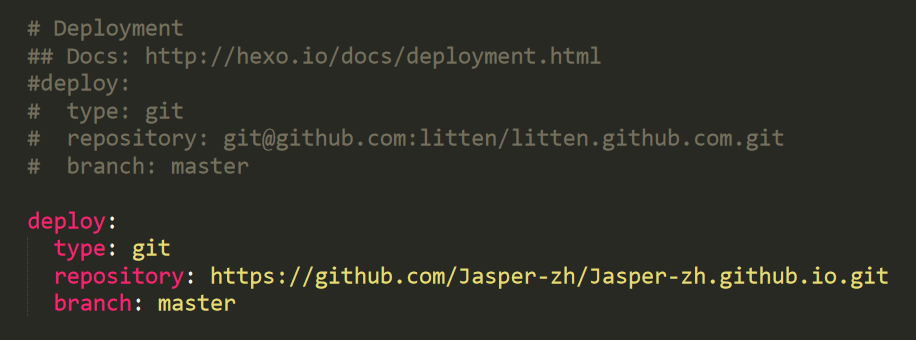 # Deployment
## Docs: http://hexo.io/docs/deployment.html
#deploy:
#  type: git
#  repository: git@github.com:litten/litten.github.com.git
#  branch: master

deploy:
  type: git
  repository: https://github.com/Jasper-zh/Jasper-zh.github.io.git
  branch: master